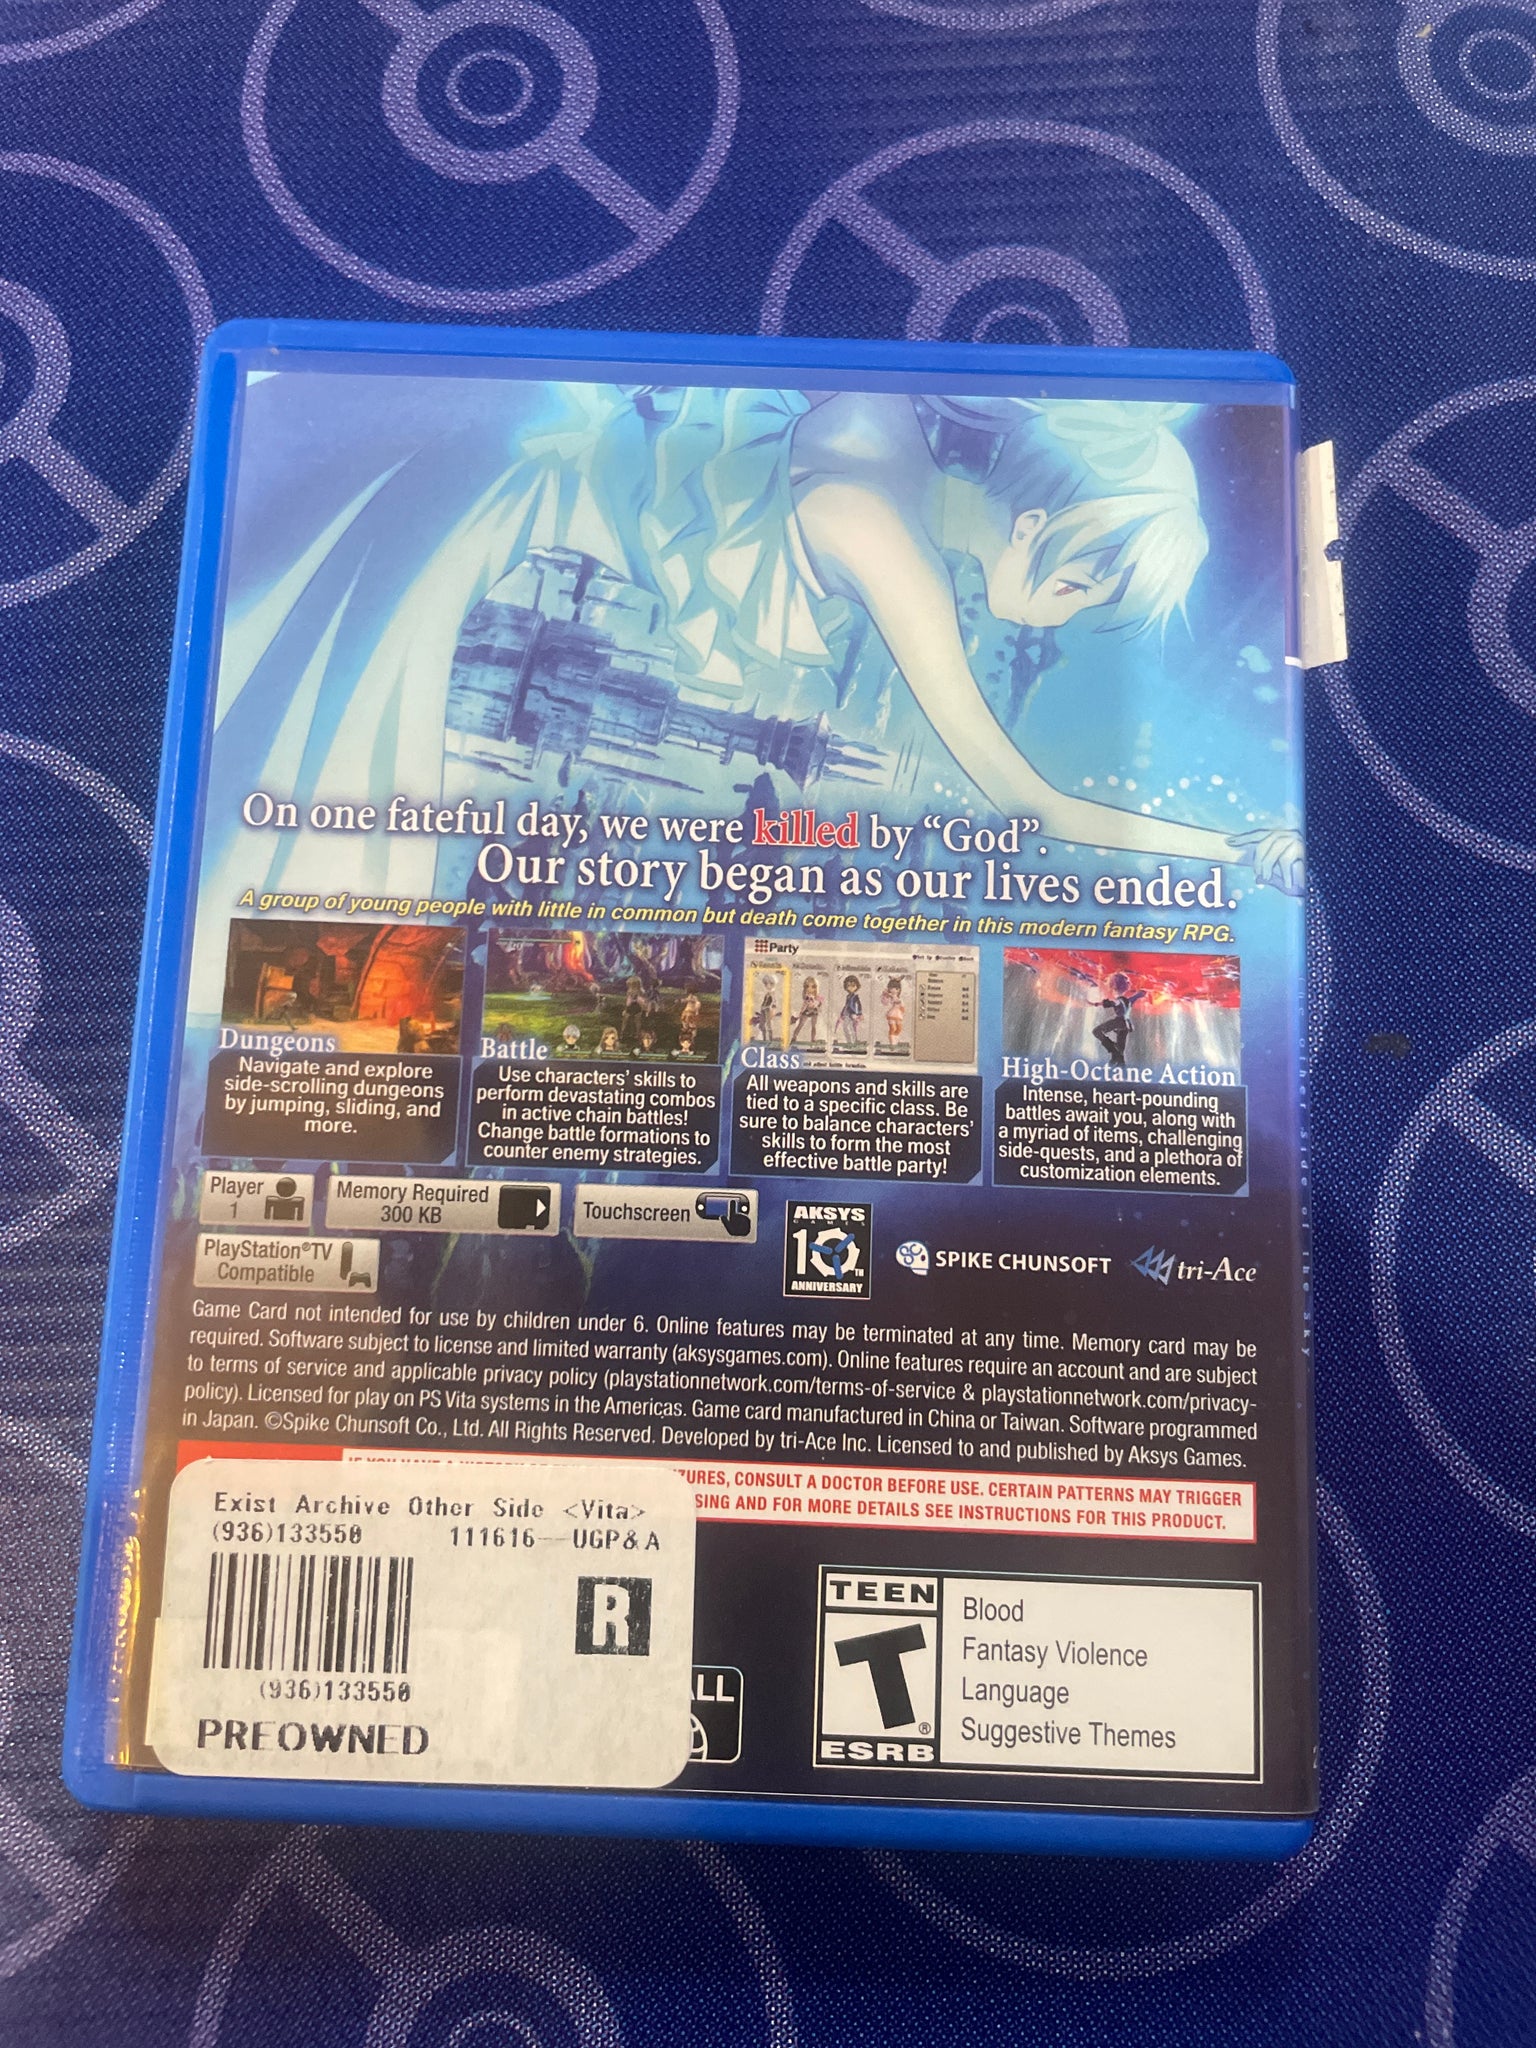 On one fateful day, we were killed by “God”.
Our story began as our lives ended.
A group of young people with little in common but death come together in this modern fantasy RPG.
Dungeons
Navigate and explore
side-scrolling dungeons
by jumping, sliding, and
more.
Battle
Use characters’ skills to
perform devastating combos
in active chain battles!
Change battle formations to
counter enemy strategies.
Party
Class
All weapons and skills are
tied to a specific class. Be
sure to balance characters’
skills to form the most
effective battle party!
High-Octane Action
Intense, heart-pounding
battles await you, along with
a myriad of items, challenging
side-quests, and a plethora of
customization elements.
Player
1
Memory Required
300 KB
Touchscreen
PlayStation®TV
Compatible
AKSYS
GAMES
10TH
ANNIVERSARY
SPIKE CHUNSOFT
tri-Ace
Game Card not intended for use by children under 6. Online features may be terminated at any time. Memory card may be
required. Software subject to license and limited warranty (aksysgames.com). Online features require an account and are subject
to terms of service and applicable privacy policy (playstationnetwork.com/terms-of-service & playstationnetwork.com/privacy-
policy). Licensed for play on PS Vita systems in the Americas. Game card manufactured in China or Taiwan. Software programmed
in Japan. ©Spike Chunsoft Co., Ltd. All Rights Reserved. Developed by tri-Ace Inc. Licensed to and published by Aksys Games.
CONSULT A DOCTOR BEFORE USE. CERTAIN PATTERNS MAY TRIGGER
AND FOR MORE DETAILS SEE INSTRUCTIONS FOR THIS PRODUCT.
Exist Archive Other Side <Vita>
(936)133550 111616--UGP&A
R
(936)133550
PREOWNED
TEEN
T®
ESRB
Blood
Fantasy Violence
Language
Suggestive Themes